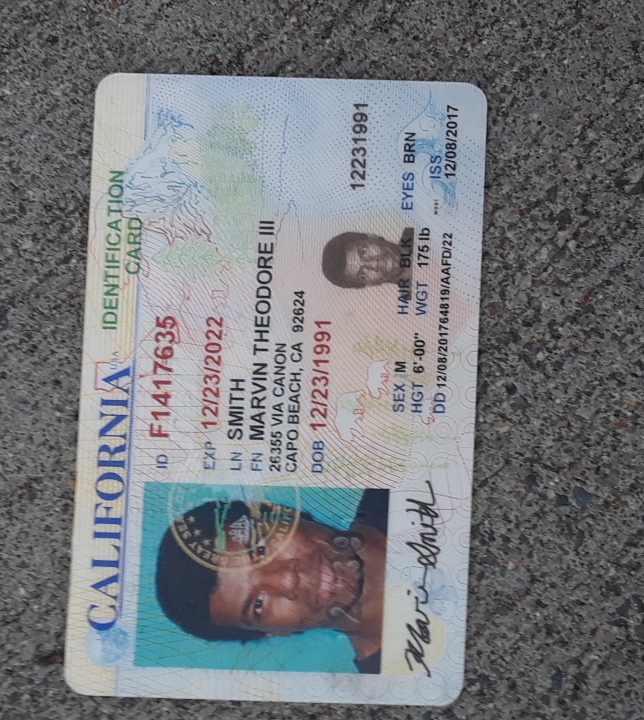 CALIFORNIA USA IDENTIFICATION
CARD
ID F1417635
EXP 12/23/2022
LN SMITH
FN MARVIN THEODORE III
26355 VIA CANON
CAPO BEACH, CA 92624
DOB 12/23/1991
12231991
SEX M HAIR BLK EYES BRN
HGT 6'-00" WGT 175 lb
DD 12/08/201764819/AAFD/22
ISS
12/08/2017